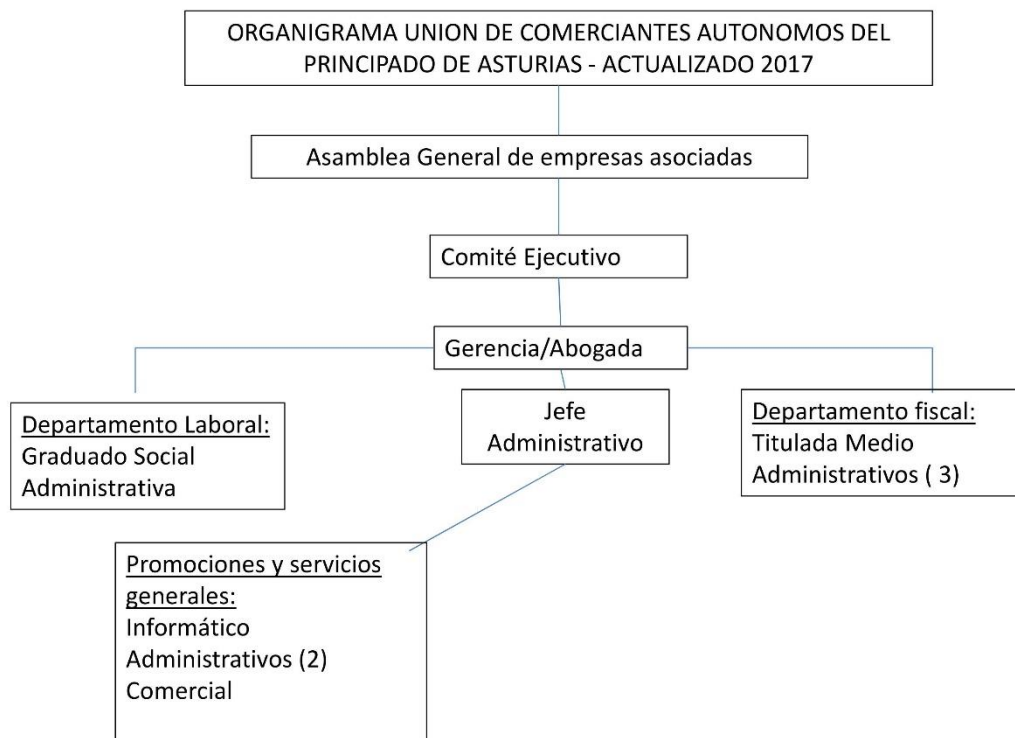 ORGANIGRAMA UNION DE COMERCIANTES AUTONOMOS DEL
PRINCIPADO DE ASTURIAS - ACTUALIZADO 2017
Asamblea General de empresas asociadas
Comité Ejecutivo
Gerencia/Abogada
Departamento Laboral:
Graduado Social
Administrativa
Jefe
Administrativo
Departamento fiscal:
Titulada Medio
Administrativos ( 3)
Promociones y servicios
generales:
Informático
Administrativos (2)
Comercial